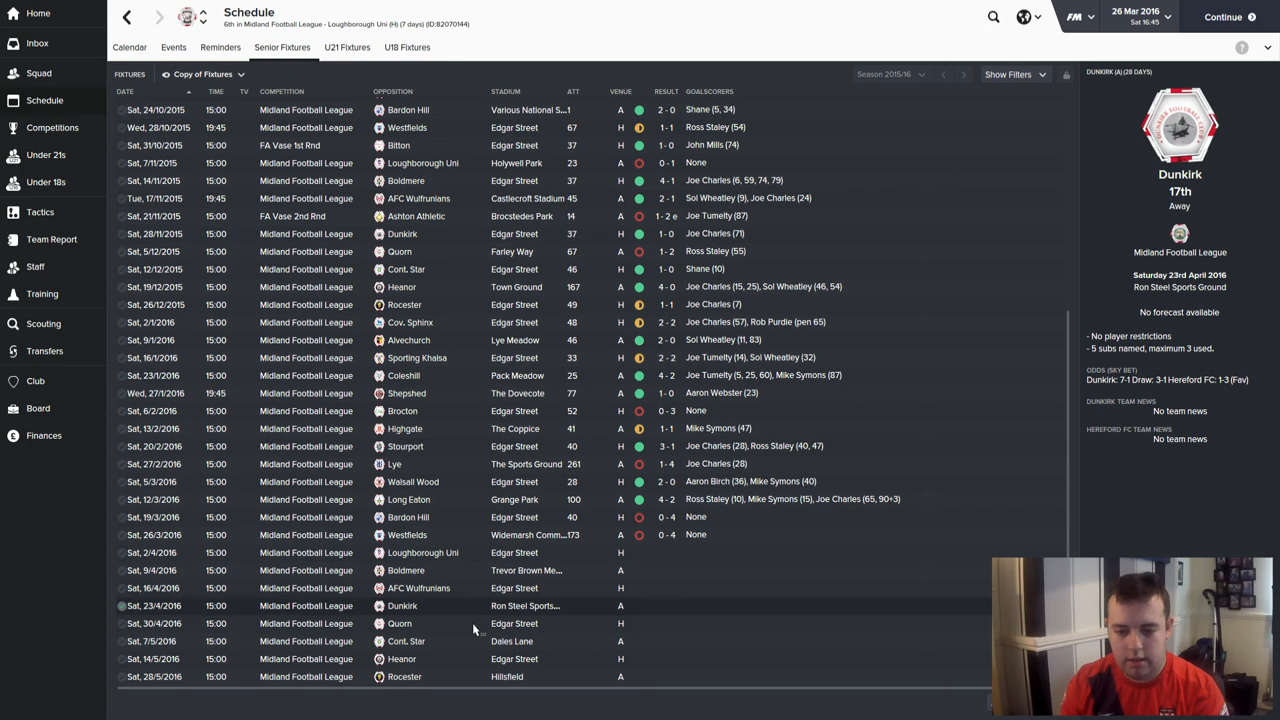 Home
Schedule
6th in Midland Football League - Loughborough Uni (H) (7 days) (ID:82070144)
FM
26 Mar 2016
Sat 16:45
Continue
Inbox
Squad
Schedule
Competitions
Under 21s
Under 18s
Tactics
Team Report
Staff
Training
Scouting
Transfers
Club
Board
Finances
Calendar Events Reminders Senior Fixtures U21 Fixtures U18 Fixtures
FIXTURES Copy of Fixtures Season 2015/16 Show Filters
DATE TIME TV COMPETITION OPPOSITION STADIUM ATT VENUE RESULT GOALSCORERS
Sat, 24/10/2015 15:00 Midland Football League Bardon Hill Various National S...1 A 2 - 0 Shane (5, 34)
Wed, 28/10/2015 19:45 Midland Football League Westfields Edgar Street 67 H 1 - 1 Ross Staley (54)
Sat, 31/10/2015 15:00 FA Vase 1st Rnd Bitton Edgar Street 37 H 1 - 0 John Mills (74)
Sat, 7/11/2015 15:00 Midland Football League Loughborough Uni Holywell Park 23 A 0 - 1 None
Sat, 14/11/2015 15:00 Midland Football League Boldmere Edgar Street 37 H 4 - 1 Joe Charles (6, 59, 74, 79)
Tue, 17/11/2015 19:45 Midland Football League AFC Wulfrunians Castlecroft Stadium 45 A 2 - 1 Sol Wheatley (9), Joe Charles (24)
Sat, 21/11/2015 15:00 FA Vase 2nd Rnd Ashton Athletic Brocstedes Park 14 A 1 - 2 e Joe Tumelty (87)
Sat, 28/11/2015 15:00 Midland Football League Dunkirk Edgar Street 37 H 1 - 0 Joe Charles (71)
Sat, 5/12/2015 15:00 Midland Football League Quorn Farley Way 67 A 1 - 2 Ross Staley (55)
Sat, 12/12/2015 15:00 Midland Football League Cont. Star Edgar Street 46 H 1 - 0 Shane (10)
Sat, 19/12/2015 15:00 Midland Football League Heanor Town Ground 167 A 4 - 0 Joe Charles (15, 25), Sol Wheatley (46, 54)
Sat, 26/12/2015 15:00 Midland Football League Rocester Edgar Street 49 H 1 - 1 Joe Charles (7)
Sat, 2/1/2016 15:00 Midland Football League Cov. Sphinx Edgar Street 48 H 2 - 2 Joe Charles (57), Rob Purdie (pen 65)
Sat, 9/1/2016 15:00 Midland Football League Alvechurch Lye Meadow 46 A 2 - 0 Sol Wheatley (11, 83)
Sat, 16/1/2016 15:00 Midland Football League Sporting Khalsa Edgar Street 33 H 2 - 2 Joe Tumelty (14), Sol Wheatley (32)
Sat, 23/1/2016 15:00 Midland Football League Coleshill Pack Meadow 25 A 4 - 2 Joe Tumelty (5, 25, 60), Mike Symons (87)
Wed, 27/1/2016 19:45 Midland Football League Shepshed The Dovecote 77 A 1 - 0 Aaron Webster (23)
Sat, 6/2/2016 15:00 Midland Football League Brocton Edgar Street 52 H 0 - 3 None
Sat, 13/2/2016 15:00 Midland Football League Highgate The Coppice 41 A 1 - 1 Mike Symons (47)
Sat, 20/2/2016 15:00 Midland Football League Stourport Edgar Street 40 H 3 - 1 Joe Charles (28), Ross Staley (40, 47)
Sat, 27/2/2016 15:00 Midland Football League Lye The Sports Ground 261 A 1 - 4 Joe Charles (28)
Sat, 5/3/2016 15:00 Midland Football League Walsall Wood Edgar Street 28 H 2 - 0 Aaron Birch (36), Mike Symons (40)
Sat, 12/3/2016 15:00 Midland Football League Long Eaton Grange Park 100 A 4 - 2 Ross Staley (10), Mike Symons (15), Joe Charles (65, 90+3)
Sat, 19/3/2016 15:00 Midland Football League Bardon Hill Edgar Street 40 H 0 - 4 None
Sat, 26/3/2016 15:00 Midland Football League Westfields Widemarsh Comm...173 A 0 - 4 None
Sat, 2/4/2016 15:00 Midland Football League Loughborough Uni Edgar Street H
Sat, 9/4/2016 15:00 Midland Football League Boldmere Trevor Brown Me... A
Sat, 16/4/2016 15:00 Midland Football League AFC Wulfrunians Edgar Street H
Sat, 23/4/2016 15:00 Midland Football League Dunkirk Ron Steel Sports... A
Sat, 30/4/2016 15:00 Midland Football League Quorn Edgar Street H
Sat, 7/5/2016 15:00 Midland Football League Cont. Star Dales Lane A
Sat, 14/5/2016 15:00 Midland Football League Heanor Edgar Street H
Sat, 28/5/2016 15:00 Midland Football League Rocester Hillsfield A
DUNKIRK (A) (28 DAYS)
Dunkirk
17th
Away
Midland Football League
Saturday 23rd April 2016
Ron Steel Sports Ground
No forecast available
- No player restrictions
- 5 subs named, maximum 3 used.
ODDS (SKY BET)
Dunkirk: 7-1 Draw: 3-1 Hereford FC: 1-3 (Fav)
DUNKIRK TEAM NEWS
No team news
HEREFORD FC TEAM NEWS
No team news